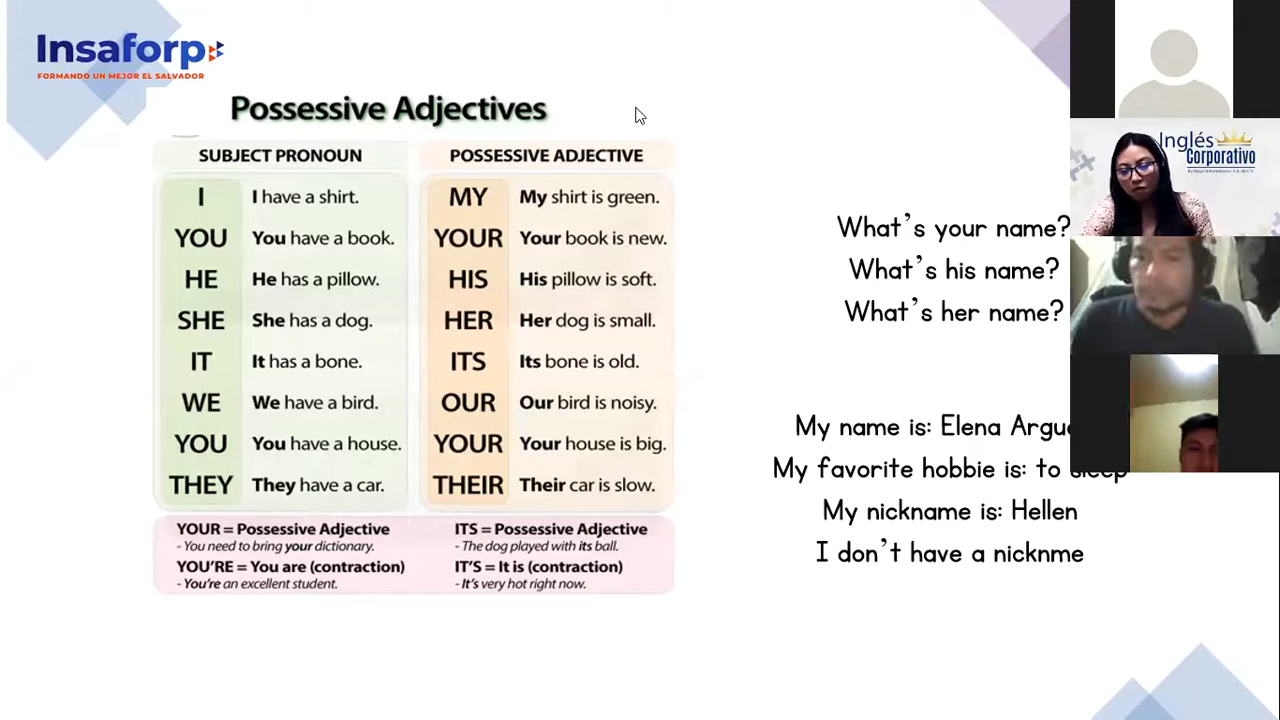 Insaforp
FORMANDO UN MEJOR EL SALVADOR
Possessive Adjectives
SUBJECT PRONOUN
POSSESSIVE ADJECTIVE
I I have a shirt. MY My shirt is green.
YOU You have a book. YOUR Your book is new.
HE He has a pillow. HIS His pillow is soft.
SHE She has a dog. HER Her dog is small.
IT It has a bone. ITS Its bone is old.
WE We have a bird. OUR Our bird is noisy.
YOU You have a house. YOUR Your house is big.
THEY They have a car. THEIR Their car is slow.
YOUR = Possessive Adjective
- You need to bring your dictionary.
YOU'RE = You are (contraction)
- You're an excellent student.
ITS = Possessive Adjective
- The dog played with its ball.
IT'S = It is (contraction)
- It's very hot right now.
What's your name?
What's his name?
What's her name?
My name is: Elena
My favorite hobbie is: to sleep
My nickname is: Hellen
I don't have a nicknme
Inglés
Corporativo